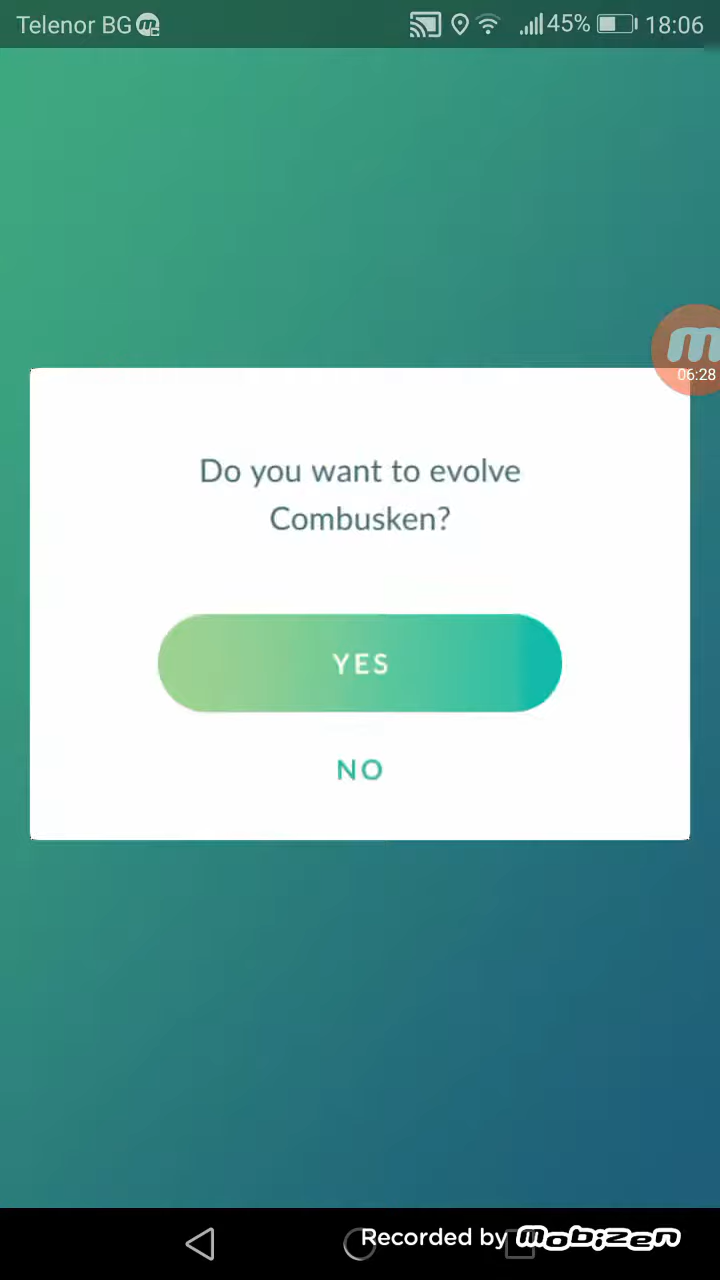 Telenor BG
45% 18:06
m
06:28
Do you want to evolve
Combusken?
YES
NO
Recorded by mobizen